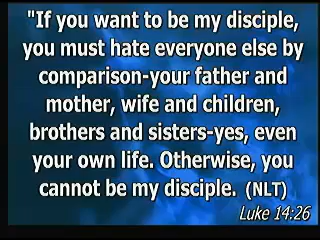 "If you want to be my disciple,
you must hate everyone else by
comparison-your father and
mother, wife and children,
brothers and sisters-yes, even
your own life. Otherwise, you
cannot be my disciple. (NLT)
Luke 14:26